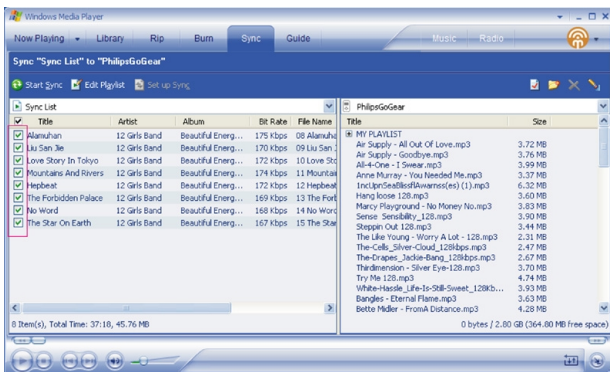 Windows Media Player
Now Playing Library Rip Burn Sync Guide Music Radio
Sync "Sync List" to "PhilipsGoGear"
Start Sync Edit Playlist Set up Sync
Sync List
Title Artist Album Bit Rate File Name
Alamuhan 12 Girls Band Beautiful Energ... 175 Kbps 08 Alamuha
Liu San Jie 12 Girls Band Beautiful Energ... 170 Kbps 09 Liu San J
Love Story In Tokyo 12 Girls Band Beautiful Energ... 172 Kbps 10 Love Sto
Mountains And Rivers 12 Girls Band Beautiful Energ... 174 Kbps 11 Mountai
Hepbeat 12 Girls Band Beautiful Energ... 172 Kbps 12 Hepbeat
The Forbidden Palace 12 Girls Band Beautiful Energ... 169 Kbps 13 The Forb
No Word 12 Girls Band Beautiful Energ... 168 Kbps 14 No Word
The Star On Earth 12 Girls Band Beautiful Energ... 167 Kbps 15 The Star
8 Item(s), Total Time: 37:18, 45.76 MB
PhilipsGoGear
Title Size
MY PLAYLIST
Air Supply - All Out Of Love.mp3 3.72 MB
Air Supply - Goodbye.mp3 3.76 MB
All-4-One - I Swear.mp3 3.99 MB
Anne Murray - You Needed Me.mp3 3.37 MB
1.mp3 6.32 MB
Hang loose 128.mp3 3.60 MB
Marcy Playground - No Money No.mp3 3.83 MB
Sense Sensibility_128.mp3 3.90 MB
Steppin Out 128.mp3 3.44 MB
The Like Young - Worry A Lot - 128.mp3 2.31 MB
The-Cells_Silver-Cloud_128kbps.mp3 2.47 MB
The-Drapes_Jackie-Bang_128kbps.mp3 2.67 MB
Thirdimension - Silver Eye-128.mp3 3.70 MB
Try Me 128.mp3 4.74 MB
White-Hassle_Life-Is-Still-Sweet_128kb... 3.93 MB
Bangles - Eternal Flame.mp3 3.63 MB
Bette Midler - FromA Distance.mp3 4.28 MB
0 bytes / 2.80 GB (364.80 MB free space)